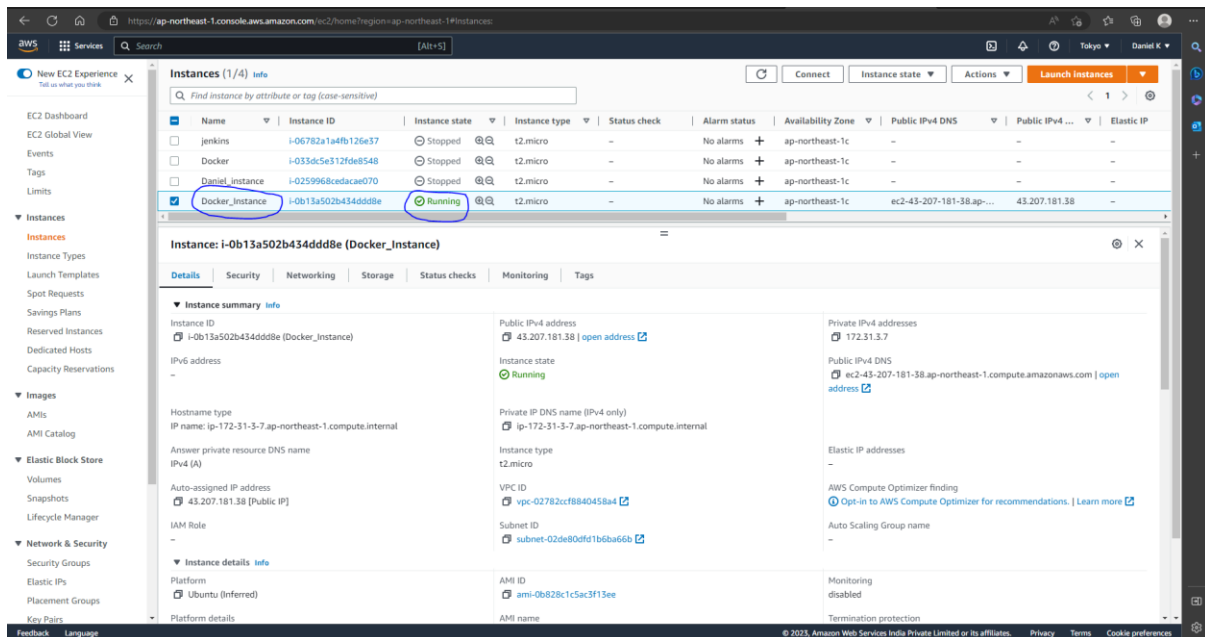 https://ap-northeast-1.console.aws.amazon.com/ec2/home?region=ap-northeast-1#Instances:
aws Services Search [Alt+S] Tokyo Daniel K
New EC2 Experience
Tell us what you think
EC2 Dashboard
EC2 Global View
Events
Tags
Limits
Instances
Instances
Instance Types
Launch Templates
Spot Requests
Savings Plans
Reserved Instances
Dedicated Hosts
Capacity Reservations
Images
AMIs
AMI Catalog
Elastic Block Store
Volumes
Snapshots
Lifecycle Manager
Network & Security
Security Groups
Elastic IPs
Placement Groups
Key Pairs
Instances (1/4) Info
Connect Instance state Actions Launch instances
Find instance by attribute or tag (case-sensitive) 1
Name Instance ID Instance state Instance type Status check Alarm status Availability Zone Public IPv4 DNS Public IPv4 ... Elastic IP
jenkins i-06782a1a4fb126e37 Stopped t2.micro – No alarms + ap-northeast-1c – – –
Docker i-033dc5e312fde8548 Stopped t2.micro – No alarms + ap-northeast-1c – – –
Daniel_instance i-0259968cedacae070 Stopped t2.micro – No alarms + ap-northeast-1c – – –
Docker_Instance i-0b13a502b434ddd8e Running t2.micro – No alarms + ap-northeast-1c ec2-43-207-181-38.ap-... 43.207.181.38 –
Instance: i-0b13a502b434ddd8e (Docker_Instance)
Details Security Networking Storage Status checks Monitoring Tags
Instance summary Info
Instance ID
i-0b13a502b434ddd8e (Docker_Instance)
Public IPv4 address
43.207.181.38 | open address
Private IPv4 addresses
172.31.3.7
IPv6 address
–
Instance state
Running
Public IPv4 DNS
ec2-43-207-181-38.ap-northeast-1.compute.amazonaws.com | open
address
Hostname type
IP name: ip-172-31-3-7.ap-northeast-1.compute.internal
Private IP DNS name (IPv4 only)
ip-172-31-3-7.ap-northeast-1.compute.internal
Answer private resource DNS name
IPv4 (A)
Instance type
t2.micro
Elastic IP addresses
–
Auto-assigned IP address
43.207.181.38 [Public IP]
VPC ID
vpc-02782ccf8840458a4
AWS Compute Optimizer finding
Opt-in to AWS Compute Optimizer for recommendations. | Learn more
IAM Role
–
Subnet ID
subnet-02de80dfd1b6ba66b
Auto Scaling Group name
–
Instance details Info
Platform
Ubuntu (Inferred)
AMI ID
ami-0b828c1c5ac3f13ee
Monitoring
disabled
Platform details
AMI name
Termination protection
Feedback Language © 2023, Amazon Web Services India Private Limited or its affiliates. Privacy Terms Cookie preferences